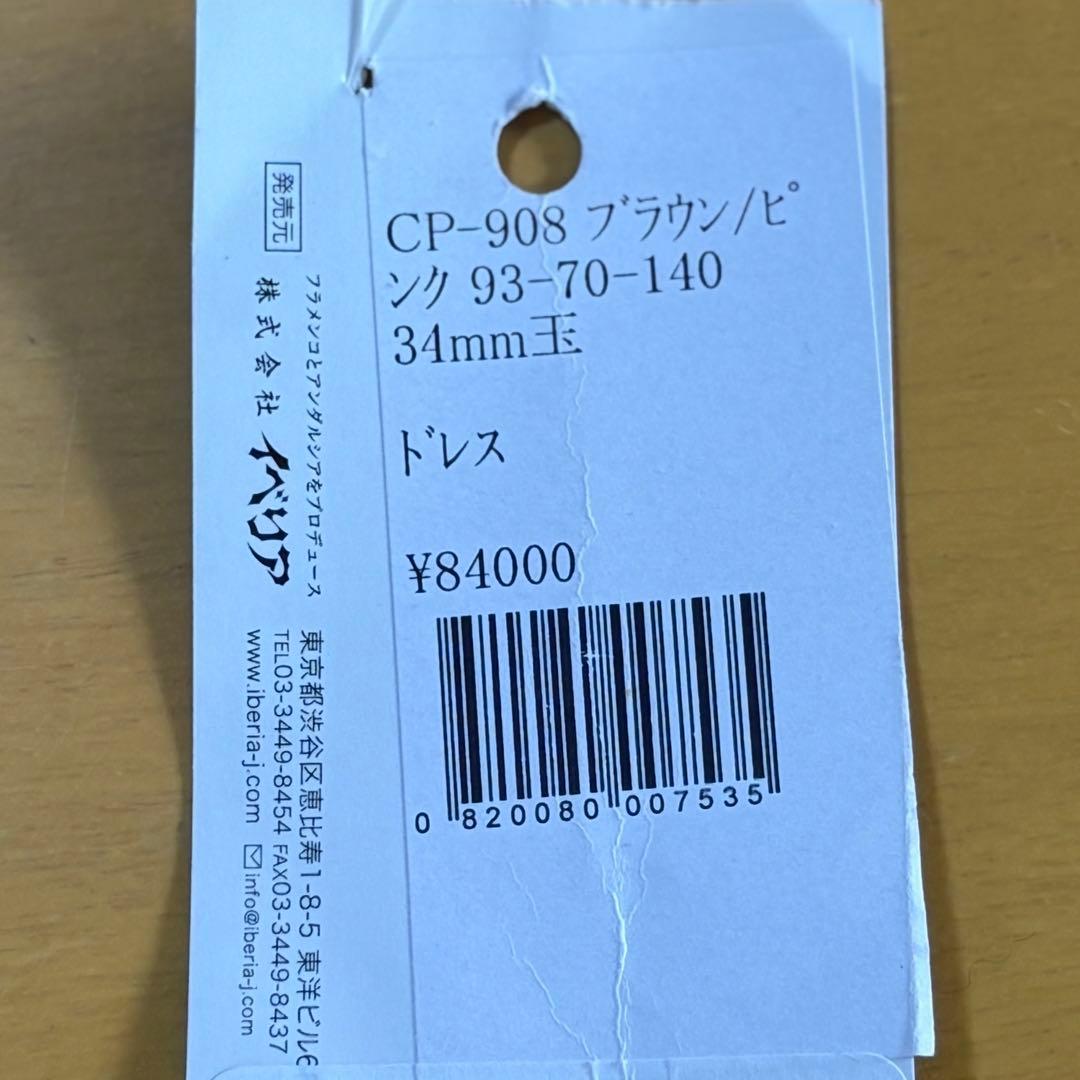 CP-908 ブラウン/ピ
ンク 93-70-140
34mm玉
ドレス
¥84000
0 820080 007535
発売元
フラメンコとアンダルシアをプロデュース
株式会社 イベリア
東京都渋谷区恵比寿1-8-5 東洋ビル6
TEL03-3449-8454 FAX03-3449-8437
www.iberia-j.com info@iberia-j.com